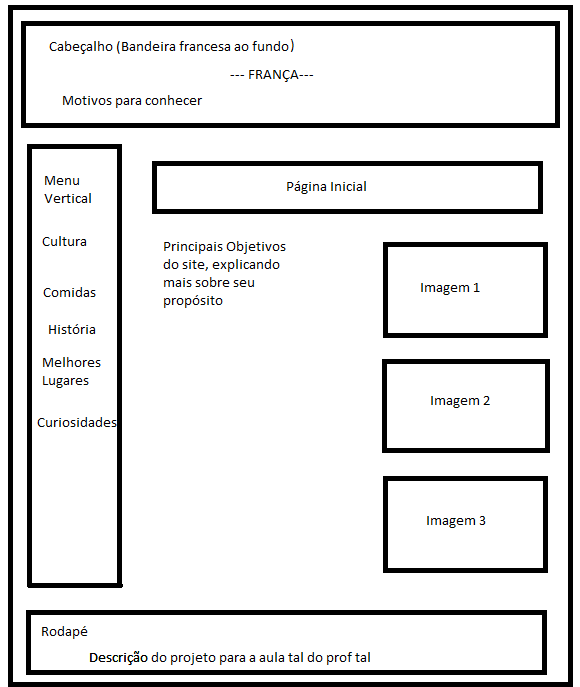 Cabeçalho (Bandeira francesa ao fundo)
--- FRANÇA---
Motivos para conhecer
Menu
Vertical
Cultura
Comidas
História
Melhores
Lugares
Curiosidades
Página Inicial
Principais Objetivos
do site, explicando
mais sobre seu
propósito
Imagem 1
Imagem 2
Imagem 3
Rodapé
Descrição do projeto para a aula tal do prof tal